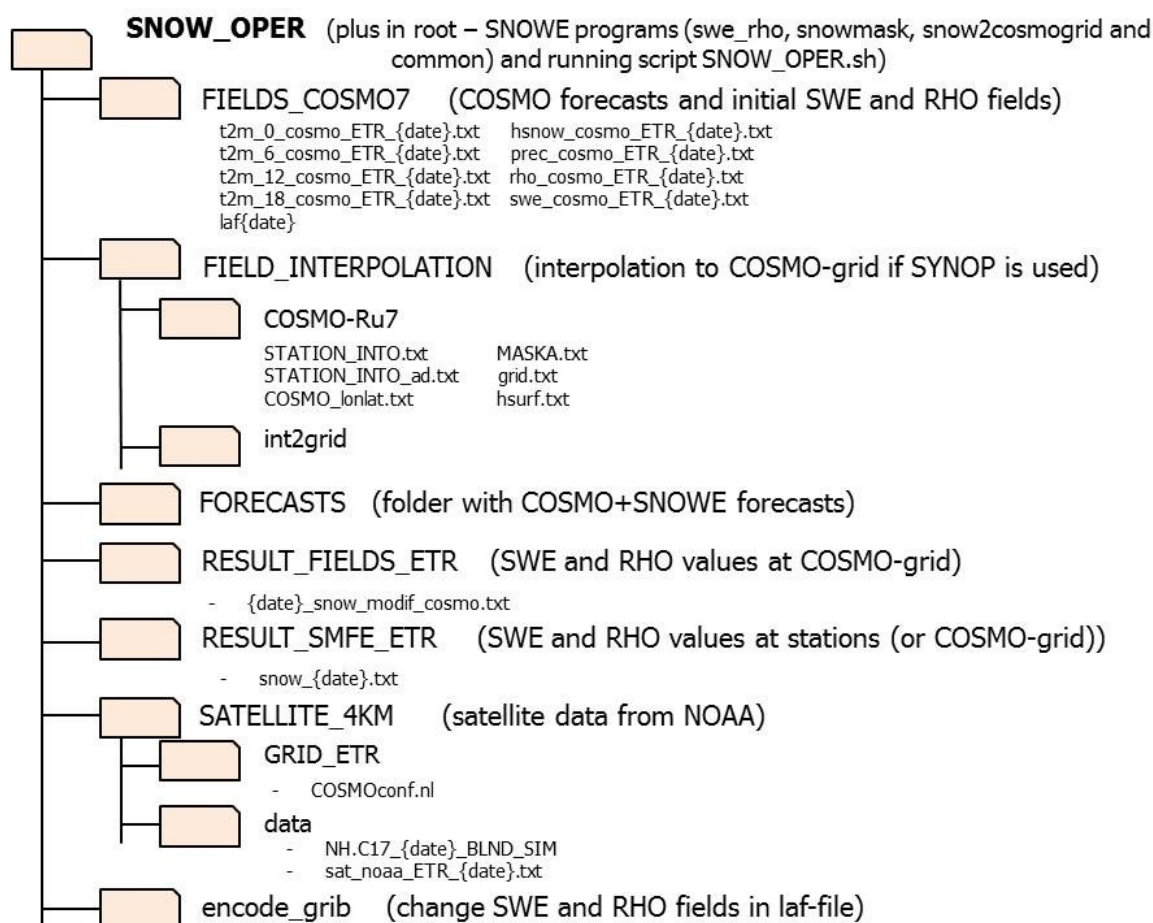 SNOW_OPER (plus in root – SNOWE programs (swe_rho, snowmask, snow2cosmogrid and
common) and running script SNOW_OPER.sh)
FIELDS_COSMO7 (COSMO forecasts and initial SWE and RHO fields)
t2m_0_cosmo_ETR_{date}.txt hsnow_cosmo_ETR_{date}.txt
t2m_6_cosmo_ETR_{date}.txt prec_cosmo_ETR_{date}.txt
t2m_12_cosmo_ETR_{date}.txt rho_cosmo_ETR_{date}.txt
t2m_18_cosmo_ETR_{date}.txt swe_cosmo_ETR_{date}.txt
laf{date}
FIELD_INTERPOLATION (interpolation to COSMO-grid if SYNOP is used)
COSMO-Ru7
STATION_INTO.txt MASKA.txt
STATION_INTO_ad.txt grid.txt
COSMO_lonlat.txt hsurf.txt
int2grid
FORECASTS (folder with COSMO+SNOWE forecasts)
RESULT_FIELDS_ETR (SWE and RHO values at COSMO-grid)
- {date}_snow_modif_cosmo.txt
RESULT_SMFE_ETR (SWE and RHO values at stations (or COSMO-grid))
- snow_{date}.txt
SATELLITE_4KM (satellite data from NOAA)
GRID_ETR
- COSMOconf.nl
data
- NH.C17_{date}_BLND_SIM
- sat_noaa_ETR_{date}.txt
encode_grib (change SWE and RHO fields in laf-file)